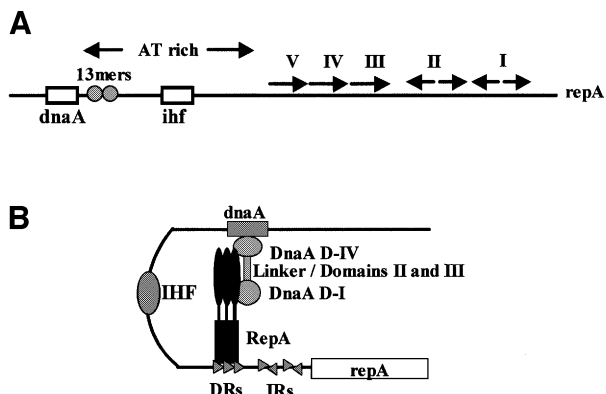 A
AT rich
V IV III II I
13mers
repA
dnaA ihf
B
dnaA
DnaA D-IV
Linker / Domains II and III
IHF
DnaA D-I
RepA
repA
DRs IRs